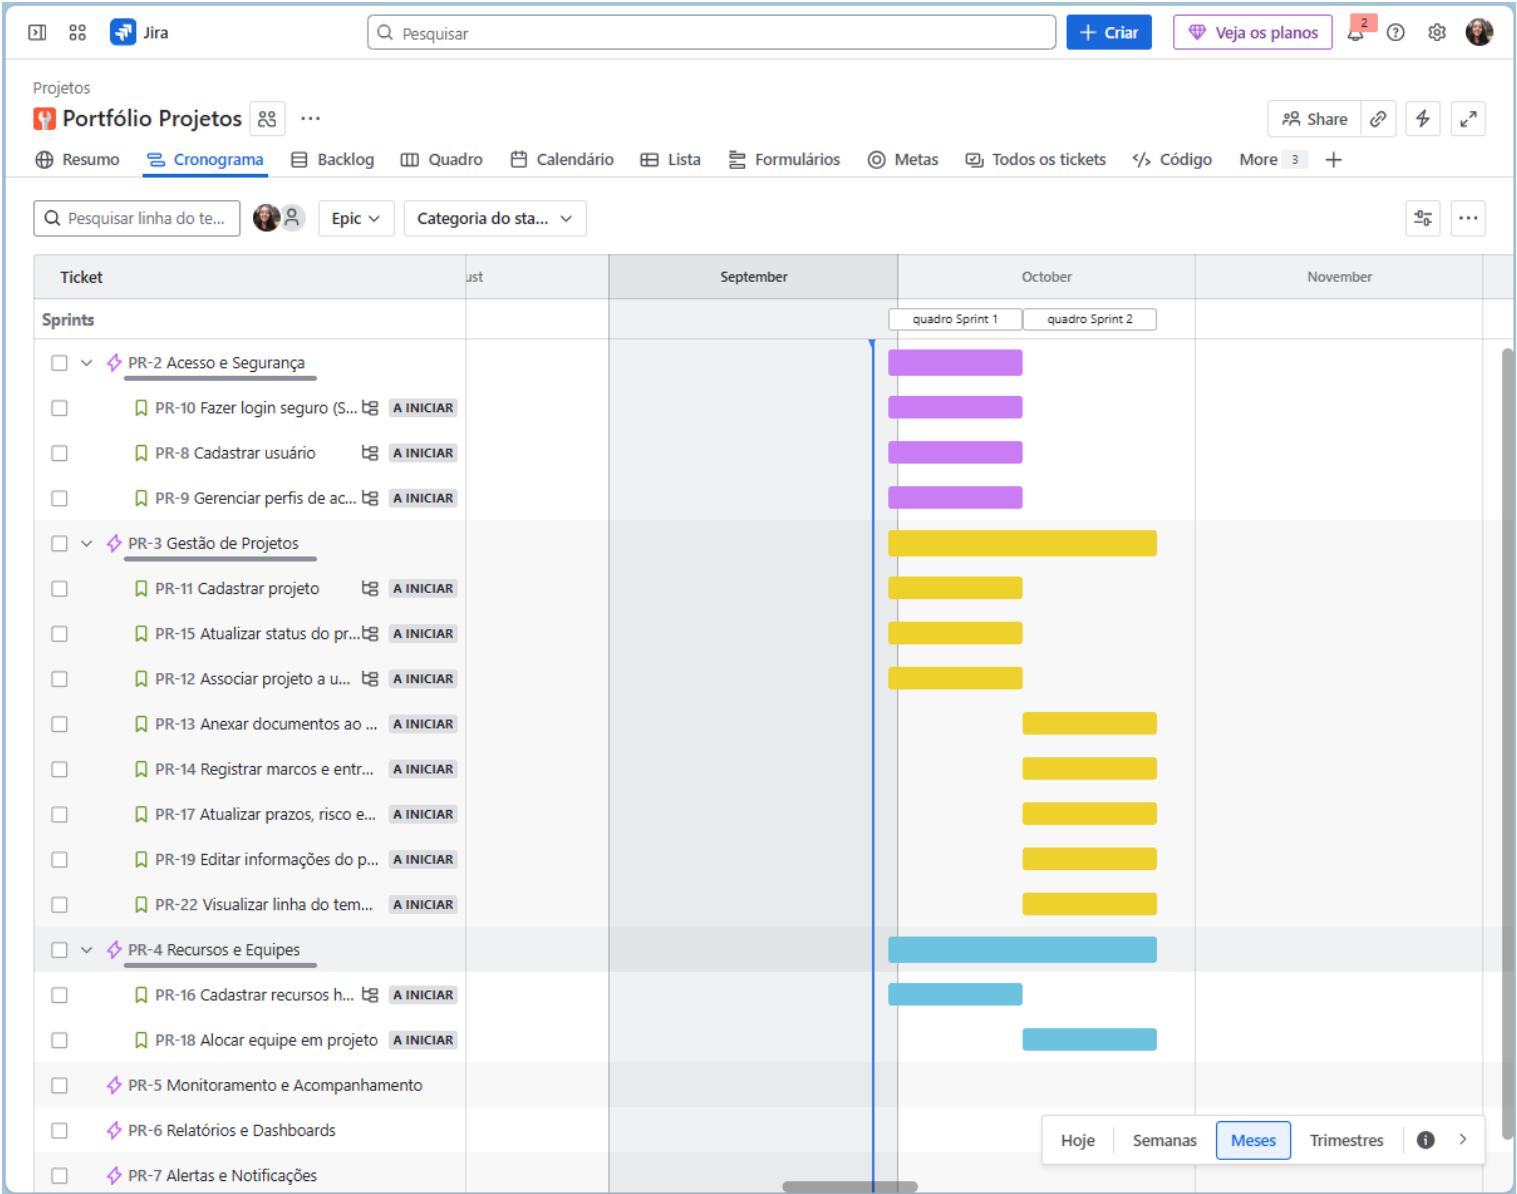 Jira
Pesquisar
Criar
Veja os planos
2
Projetos
Portfólio Projetos
Share
Resumo Cronograma Backlog Quadro Calendário Lista Formulários Metas Todos os tickets Código More 3
Pesquisar linha do te...
Epic
Categoria do sta...
Ticket ust September October November
Sprints quadro Sprint 1 quadro Sprint 2
PR-2 Acesso e Segurança
PR-10 Fazer login seguro (S... A INICIAR
PR-8 Cadastrar usuário A INICIAR
PR-9 Gerenciar perfis de ac... A INICIAR
PR-3 Gestão de Projetos
PR-11 Cadastrar projeto A INICIAR
PR-15 Atualizar status do pr... A INICIAR
PR-12 Associar projeto a u... A INICIAR
PR-13 Anexar documentos ao ... A INICIAR
PR-14 Registrar marcos e entr... A INICIAR
PR-17 Atualizar prazos, risco e... A INICIAR
PR-19 Editar informações do p... A INICIAR
PR-22 Visualizar linha do tem... A INICIAR
PR-4 Recursos e Equipes
PR-16 Cadastrar recursos h... A INICIAR
PR-18 Alocar equipe em projeto A INICIAR
PR-5 Monitoramento e Acompanhamento
PR-6 Relatórios e Dashboards
Hoje Semanas Meses Trimestres
PR-7 Alertas e Notificações